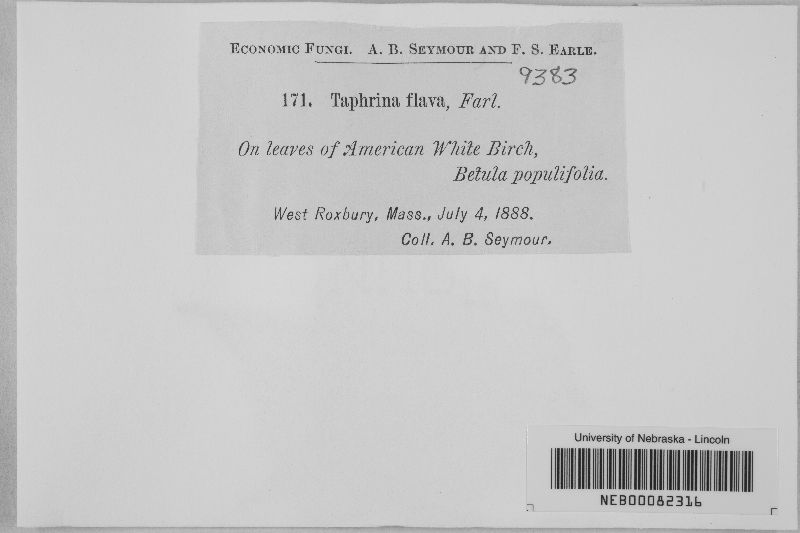 Economic Fungi. A. B. Seymour and F. S. Earle.
9383
171. Taphrina flava, Farl.
On leaves of American White Birch,
Betula populifolia.
West Roxbury, Mass., July 4, 1888.
Coll. A. B. Seymour.
University of Nebraska - Lincoln
NEB00082316